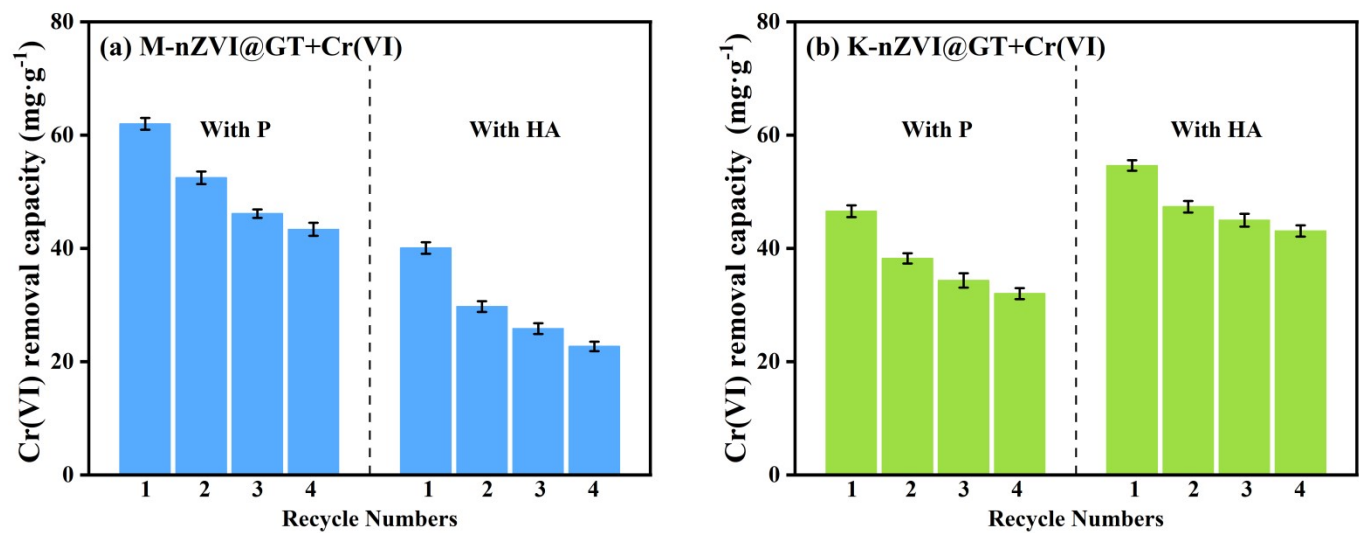 (a) M-nZVI@GT+Cr(VI)
Cr(VI) removal capacity (mg·g⁻¹)
80
60
40
20
0
With P
With HA
1 2 3 4 1 2 3 4
Recycle Numbers
(b) K-nZVI@GT+Cr(VI)
Cr(VI) removal capacity (mg·g⁻¹)
80
60
40
20
0
With P
With HA
1 2 3 4 1 2 3 4
Recycle Numbers